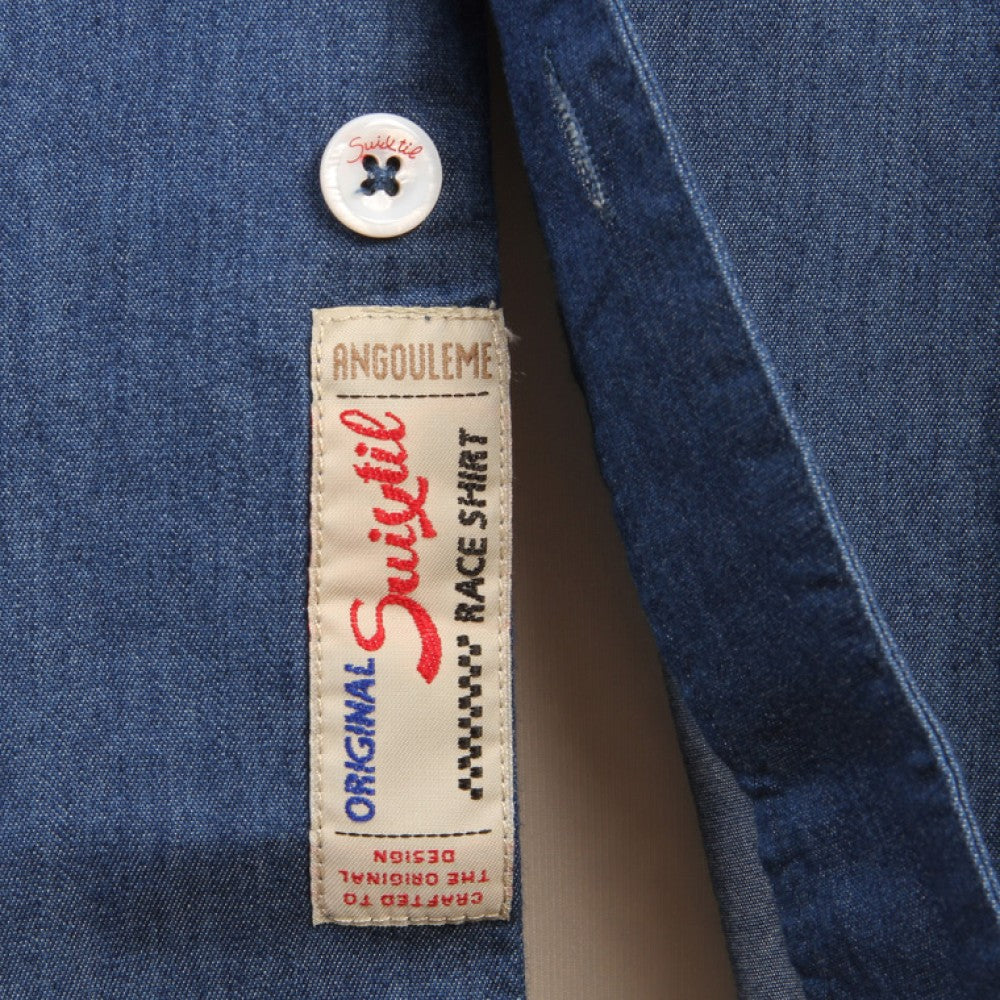 Suixtil
ANGOULEME
ORIGINAL Suixtil
RACE SHIRT
CRAFTED TO
THE ORIGINAL
DESIGN